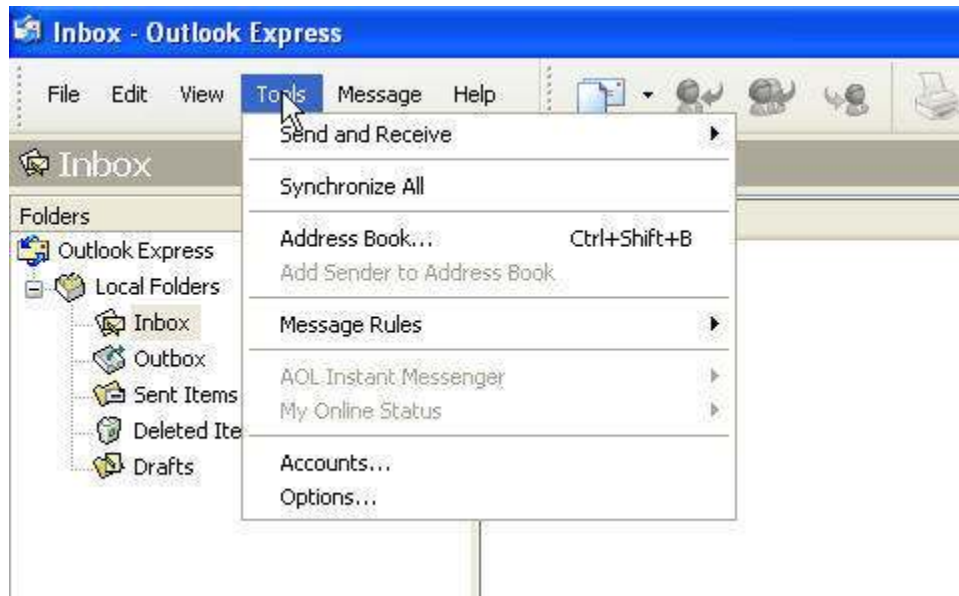 Inbox - Outlook Express
File Edit View Tools Message Help
Inbox
Send and Receive
Synchronize All
Address Book... Ctrl+Shift+B
Add Sender to Address Book
Message Rules
AOL Instant Messenger
My Online Status
Accounts...
Options...
Folders
Outlook Express
Local Folders
Inbox
Outbox
Sent Items
Deleted Ite
Drafts